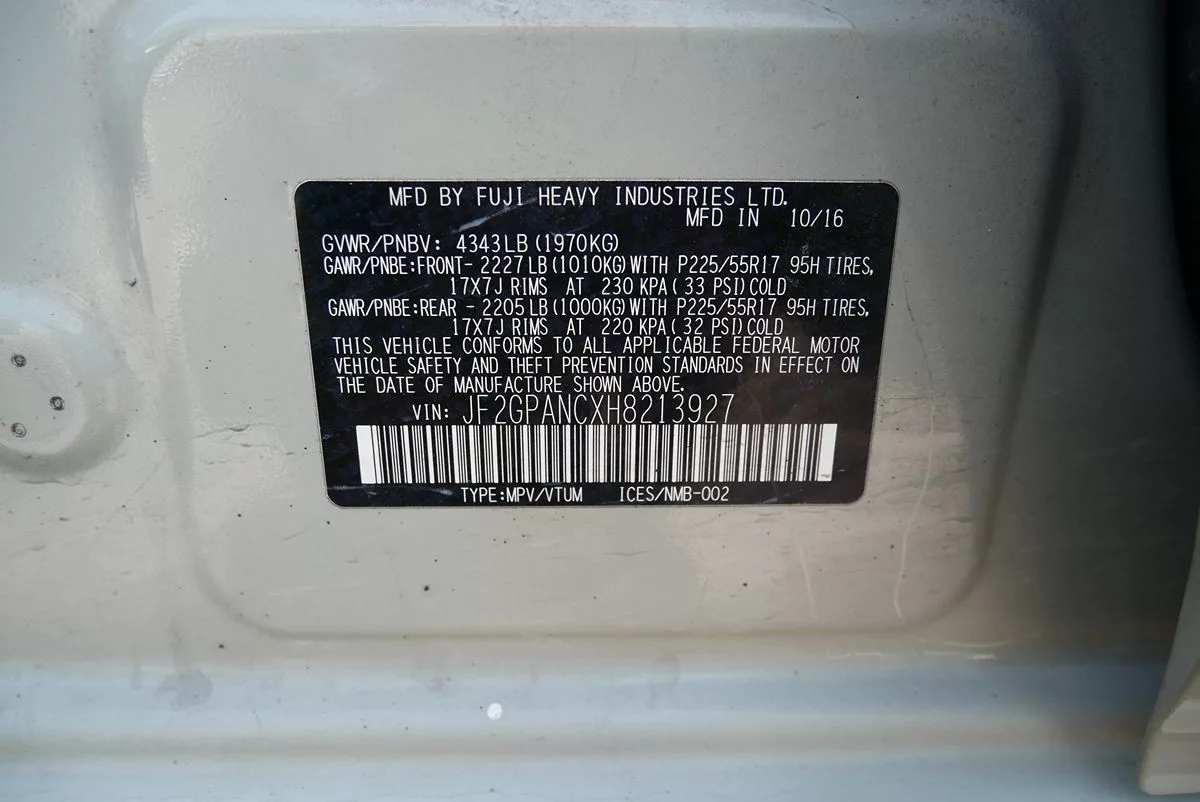 MFD BY FUJI HEAVY INDUSTRIES LTD.
MFD IN 10/16
GVWR/PNBV: 4343LB(1970KG)
GAWR/PNBE:FRONT- 2227LB(1010KG)WITH P225/55R17 95H TIRES,
17X7J RIMS AT 230 KPA(33 PSI)COLD
GAWR/PNBE:REAR - 2205LB(1000KG)WITH P225/55R17 95H TIRES,
17X7J RIMS AT 220 KPA(32 PSI)COLD
THIS VEHICLE CONFORMS TO ALL APPLICABLE FEDERAL MOTOR
VEHICLE SAFETY AND THEFT PREVENTION STANDARDS IN EFFECT ON
THE DATE OF MANUFACTURE SHOWN ABOVE.
VIN: JF2GPANCXH8213927
TYPE:MPV/VTUM ICES/NMB-002